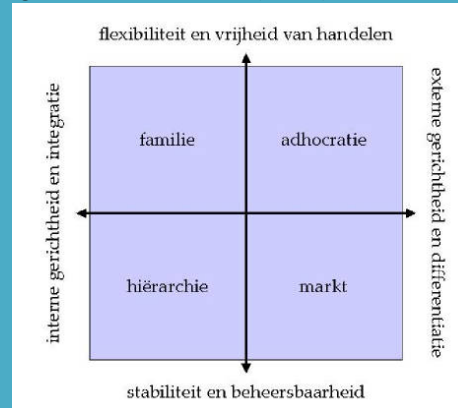 flexibiliteit en vrijheid van handelen
interne gerichtheid en integratie
familie
adhocratie
externe gerichtheid en differentiatie
hiërarchie
markt
stabiliteit en beheersbaarheid